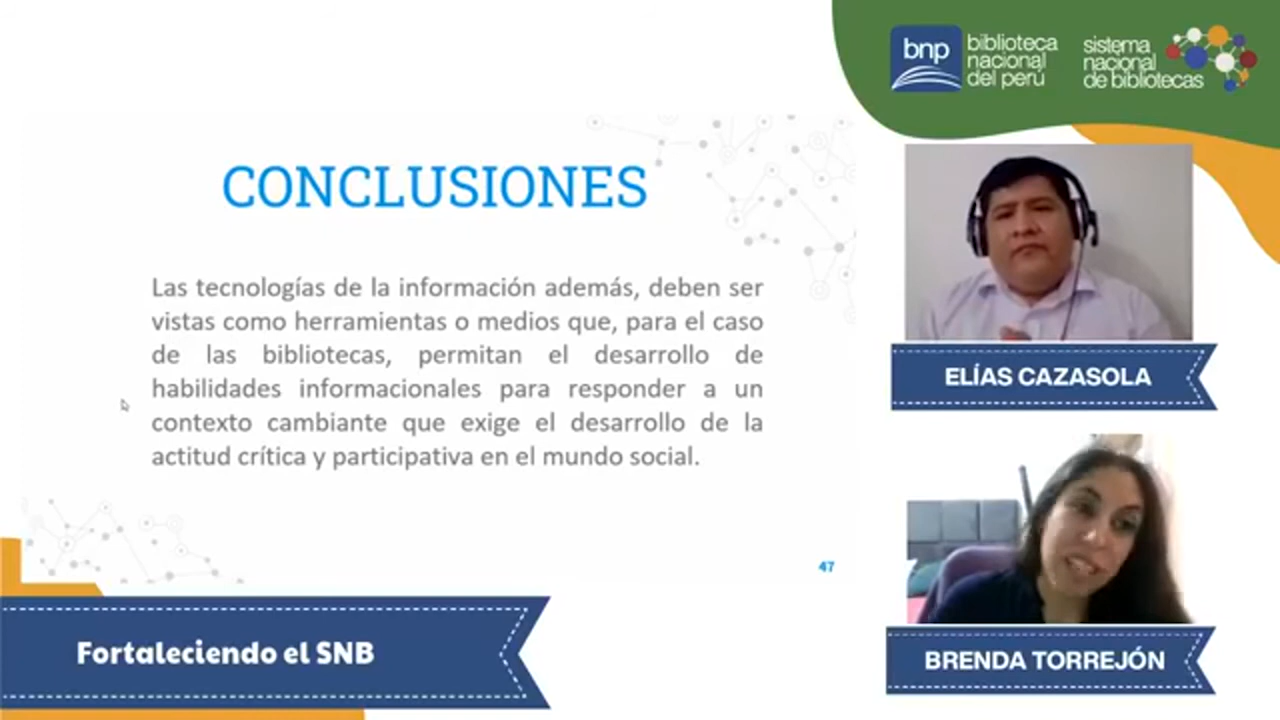 bnp
biblioteca
nacional
del perú
sistema
nacional
de bibliotecas
CONCLUSIONES
Las tecnologías de la información además, deben ser
vistas como herramientas o medios que, para el caso
de las bibliotecas, permitan el desarrollo de
habilidades informacionales para responder a un
contexto cambiante que exige el desarrollo de la
actitud crítica y participativa en el mundo social.
47
ELÍAS CAZASOLA
BRENDA TORREJÓN
Fortaleciendo el SNB